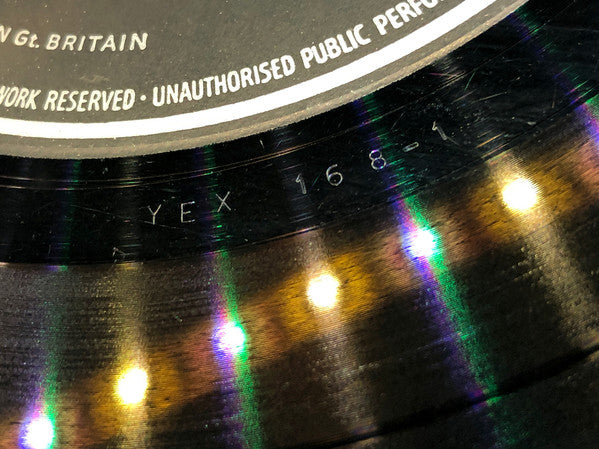 N Gt. BRITAIN
WORK RESERVED · UNAUTHORISED PUBLIC PERFO
YEX 168-1